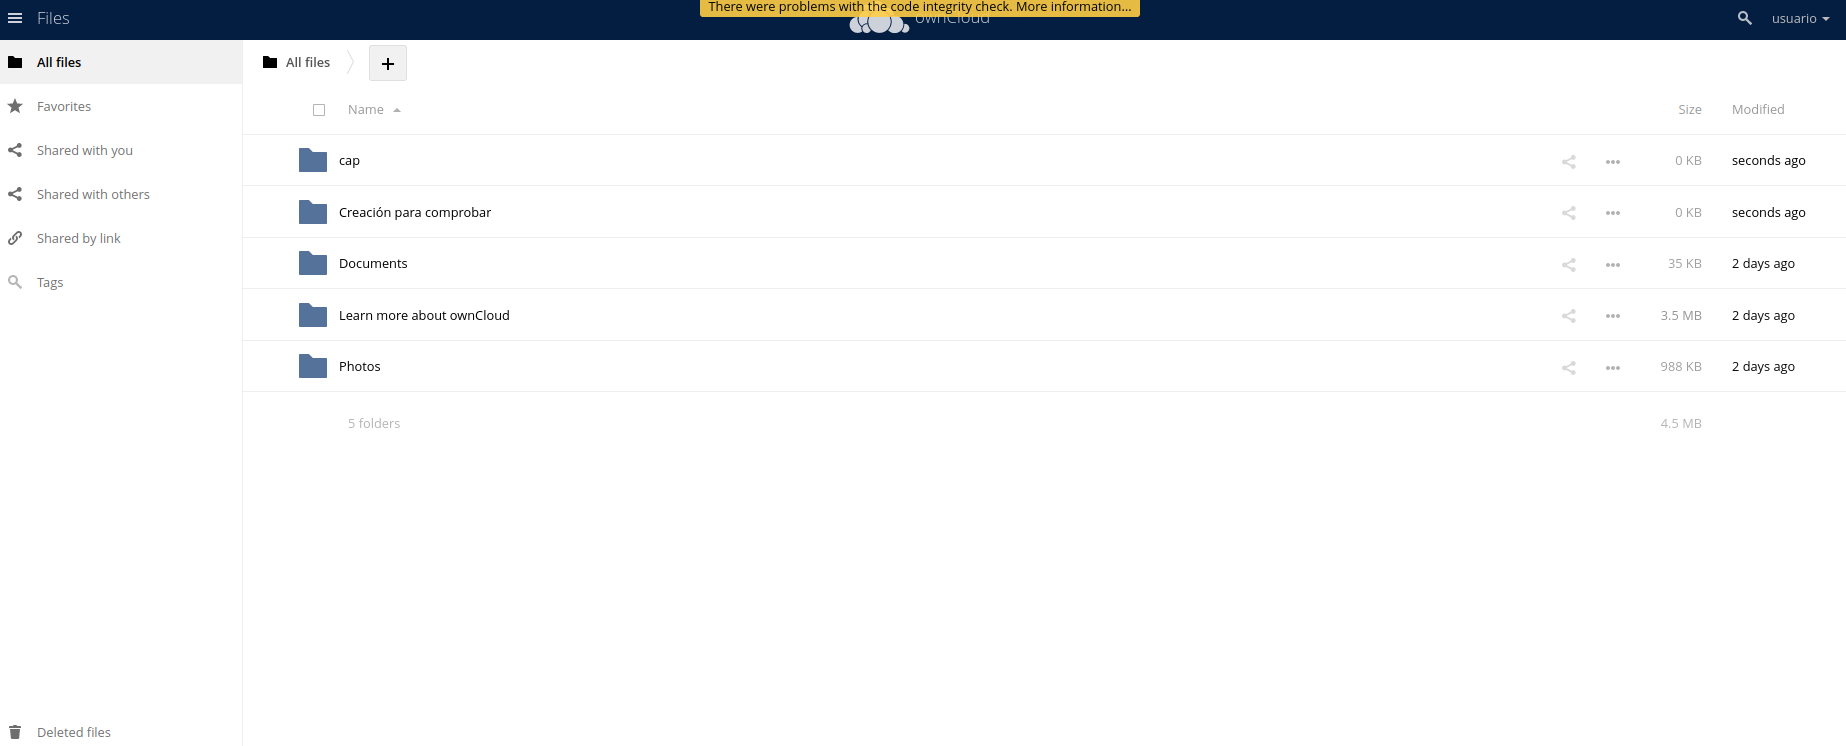 There were problems with the code integrity check. More information...
Files
ownCloud
usuario
All files
Favorites
Shared with you
Shared with others
Shared by link
Tags
Deleted files
All files
+
Name Size Modified
cap 0 KB seconds ago
Creación para comprobar 0 KB seconds ago
Documents 35 KB 2 days ago
Learn more about ownCloud 3.5 MB 2 days ago
Photos 988 KB 2 days ago
5 folders 4.5 MB